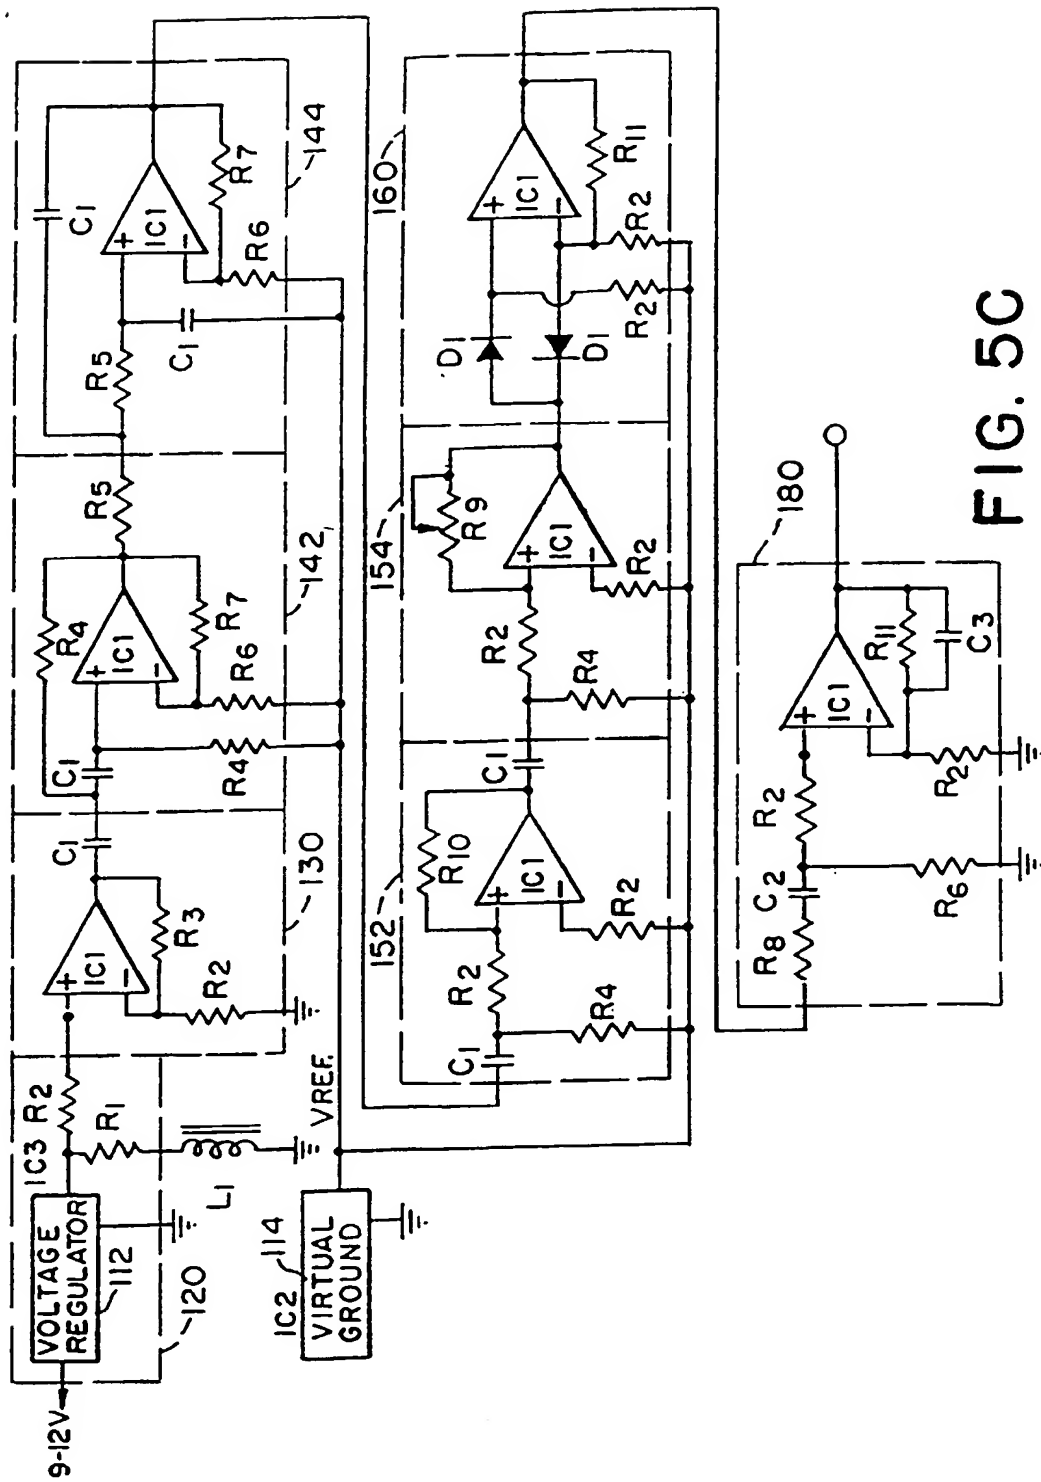 9-12V
VOLTAGE
REGULATOR
112
120
IC3
R2
R1
L1
+
IC1
−
R3
R2
130
C1
C1
R4
+
IC1
−
R7
R6
R4
142
R5
R5
C1
C1
+
IC1
−
R7
R6
144
IC2
114
VIRTUAL
GROUND
VREF.
C1
R2
R4
R10
+
IC1
−
R2
152
C1
R2
R4
R9
+
IC1
−
R2
154
D1
D1
+
IC1
−
R11
R2
R2
160
R8
C2
R2
R6
+
IC1
−
R11
C3
R2
180
FIG. 5C